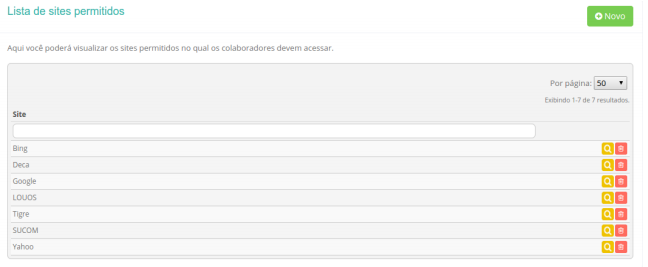 Lista de sites permitidos
Novo
Aqui você poderá visualizar os sites permitidos no qual os colaboradores devem acessar.
Por página: 50
Exibindo 1-7 de 7 resultados.
Site
Bing
Deca
Google
LOUOS
Tigre
SUCOM
Yahoo